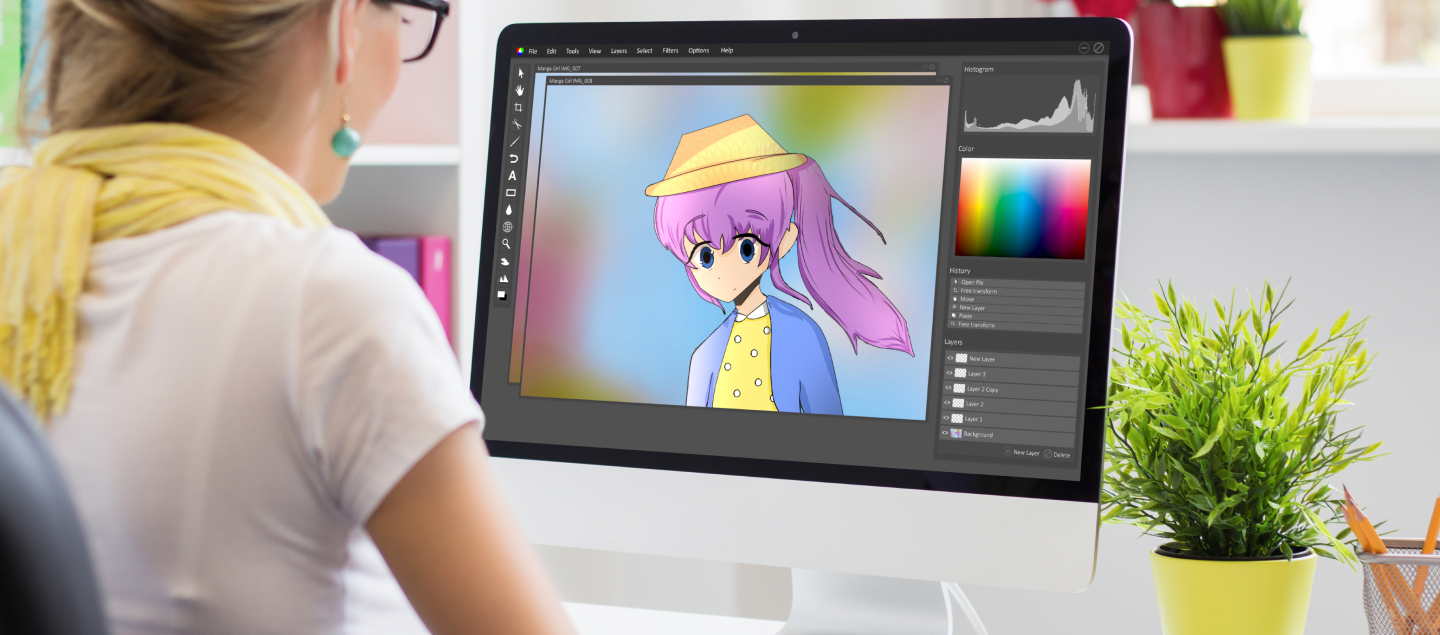 File Edit Tools View Layers Select Filters Options Help
Manga Girl IMG_007
Manga Girl IMG_008
A
Histogram
Color
History
Open file
Free transform
Move
New Layer
Paste
Free transform
Layers
New Layer
Layer 3
Layer 2 Copy
Layer 2
Layer 1
Background
New Layer Delete